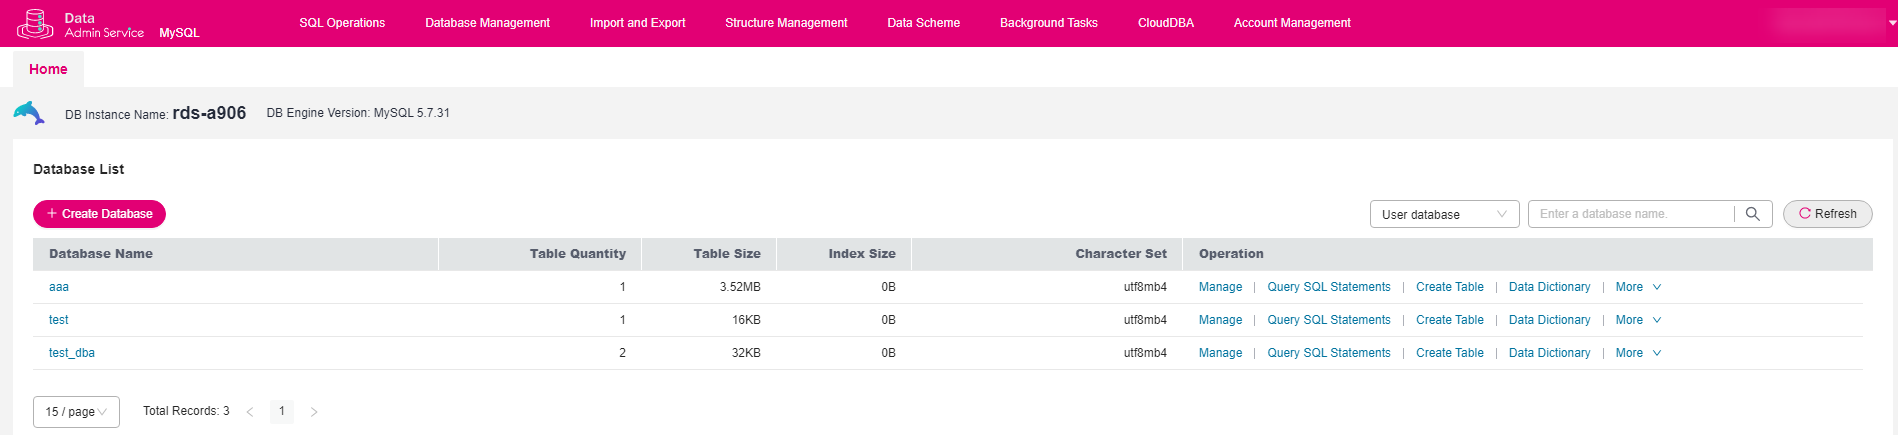 Data
Admin Service MySQL SQL Operations Database Management Import and Export Structure Management Data Scheme Background Tasks CloudDBA Account Management
Home
DB Instance Name: rds-a906 DB Engine Version: MySQL 5.7.31
Database List
+ Create Database User database Enter a database name. Refresh
Database Name Table Quantity Table Size Index Size Character Set Operation
aaa 1 3.52MB 0B utf8mb4 Manage | Query SQL Statements | Create Table | Data Dictionary | More
test 1 16KB 0B utf8mb4 Manage | Query SQL Statements | Create Table | Data Dictionary | More
test_dba 2 32KB 0B utf8mb4 Manage | Query SQL Statements | Create Table | Data Dictionary | More
15 / page Total Records: 3 < 1 >